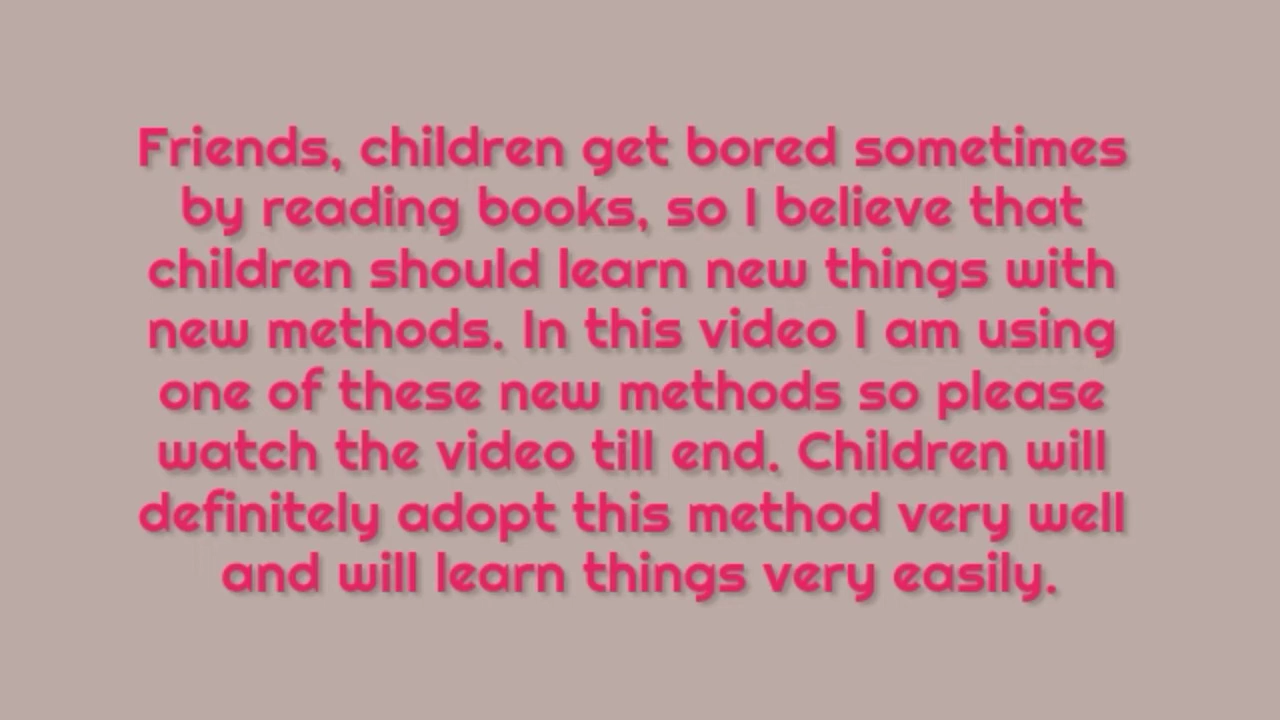 Friends, children get bored sometimes
by reading books, so I believe that
children should learn new things with
new methods. In this video I am using
one of these new methods so please
watch the video till end. Children will
definitely adopt this method very well
and will learn things very easily.